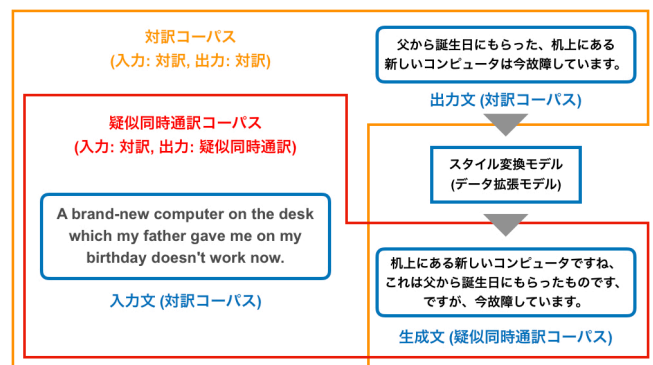 対訳コーパス
(入力: 対訳, 出力: 対訳)
父から誕生日にもらった、机上にある
新しいコンピュータは今故障しています。
出力文 (対訳コーパス)
疑似同時通訳コーパス
(入力: 対訳, 出力: 疑似同時通訳)
スタイル変換モデル
(データ拡張モデル)
A brand-new computer on the desk
which my father gave me on my
birthday doesn't work now.
入力文 (対訳コーパス)
机上にある新しいコンピュータですね、
これは父から誕生日にもらったものです、
ですが、今故障しています。
生成文 (疑似同時通訳コーパス)